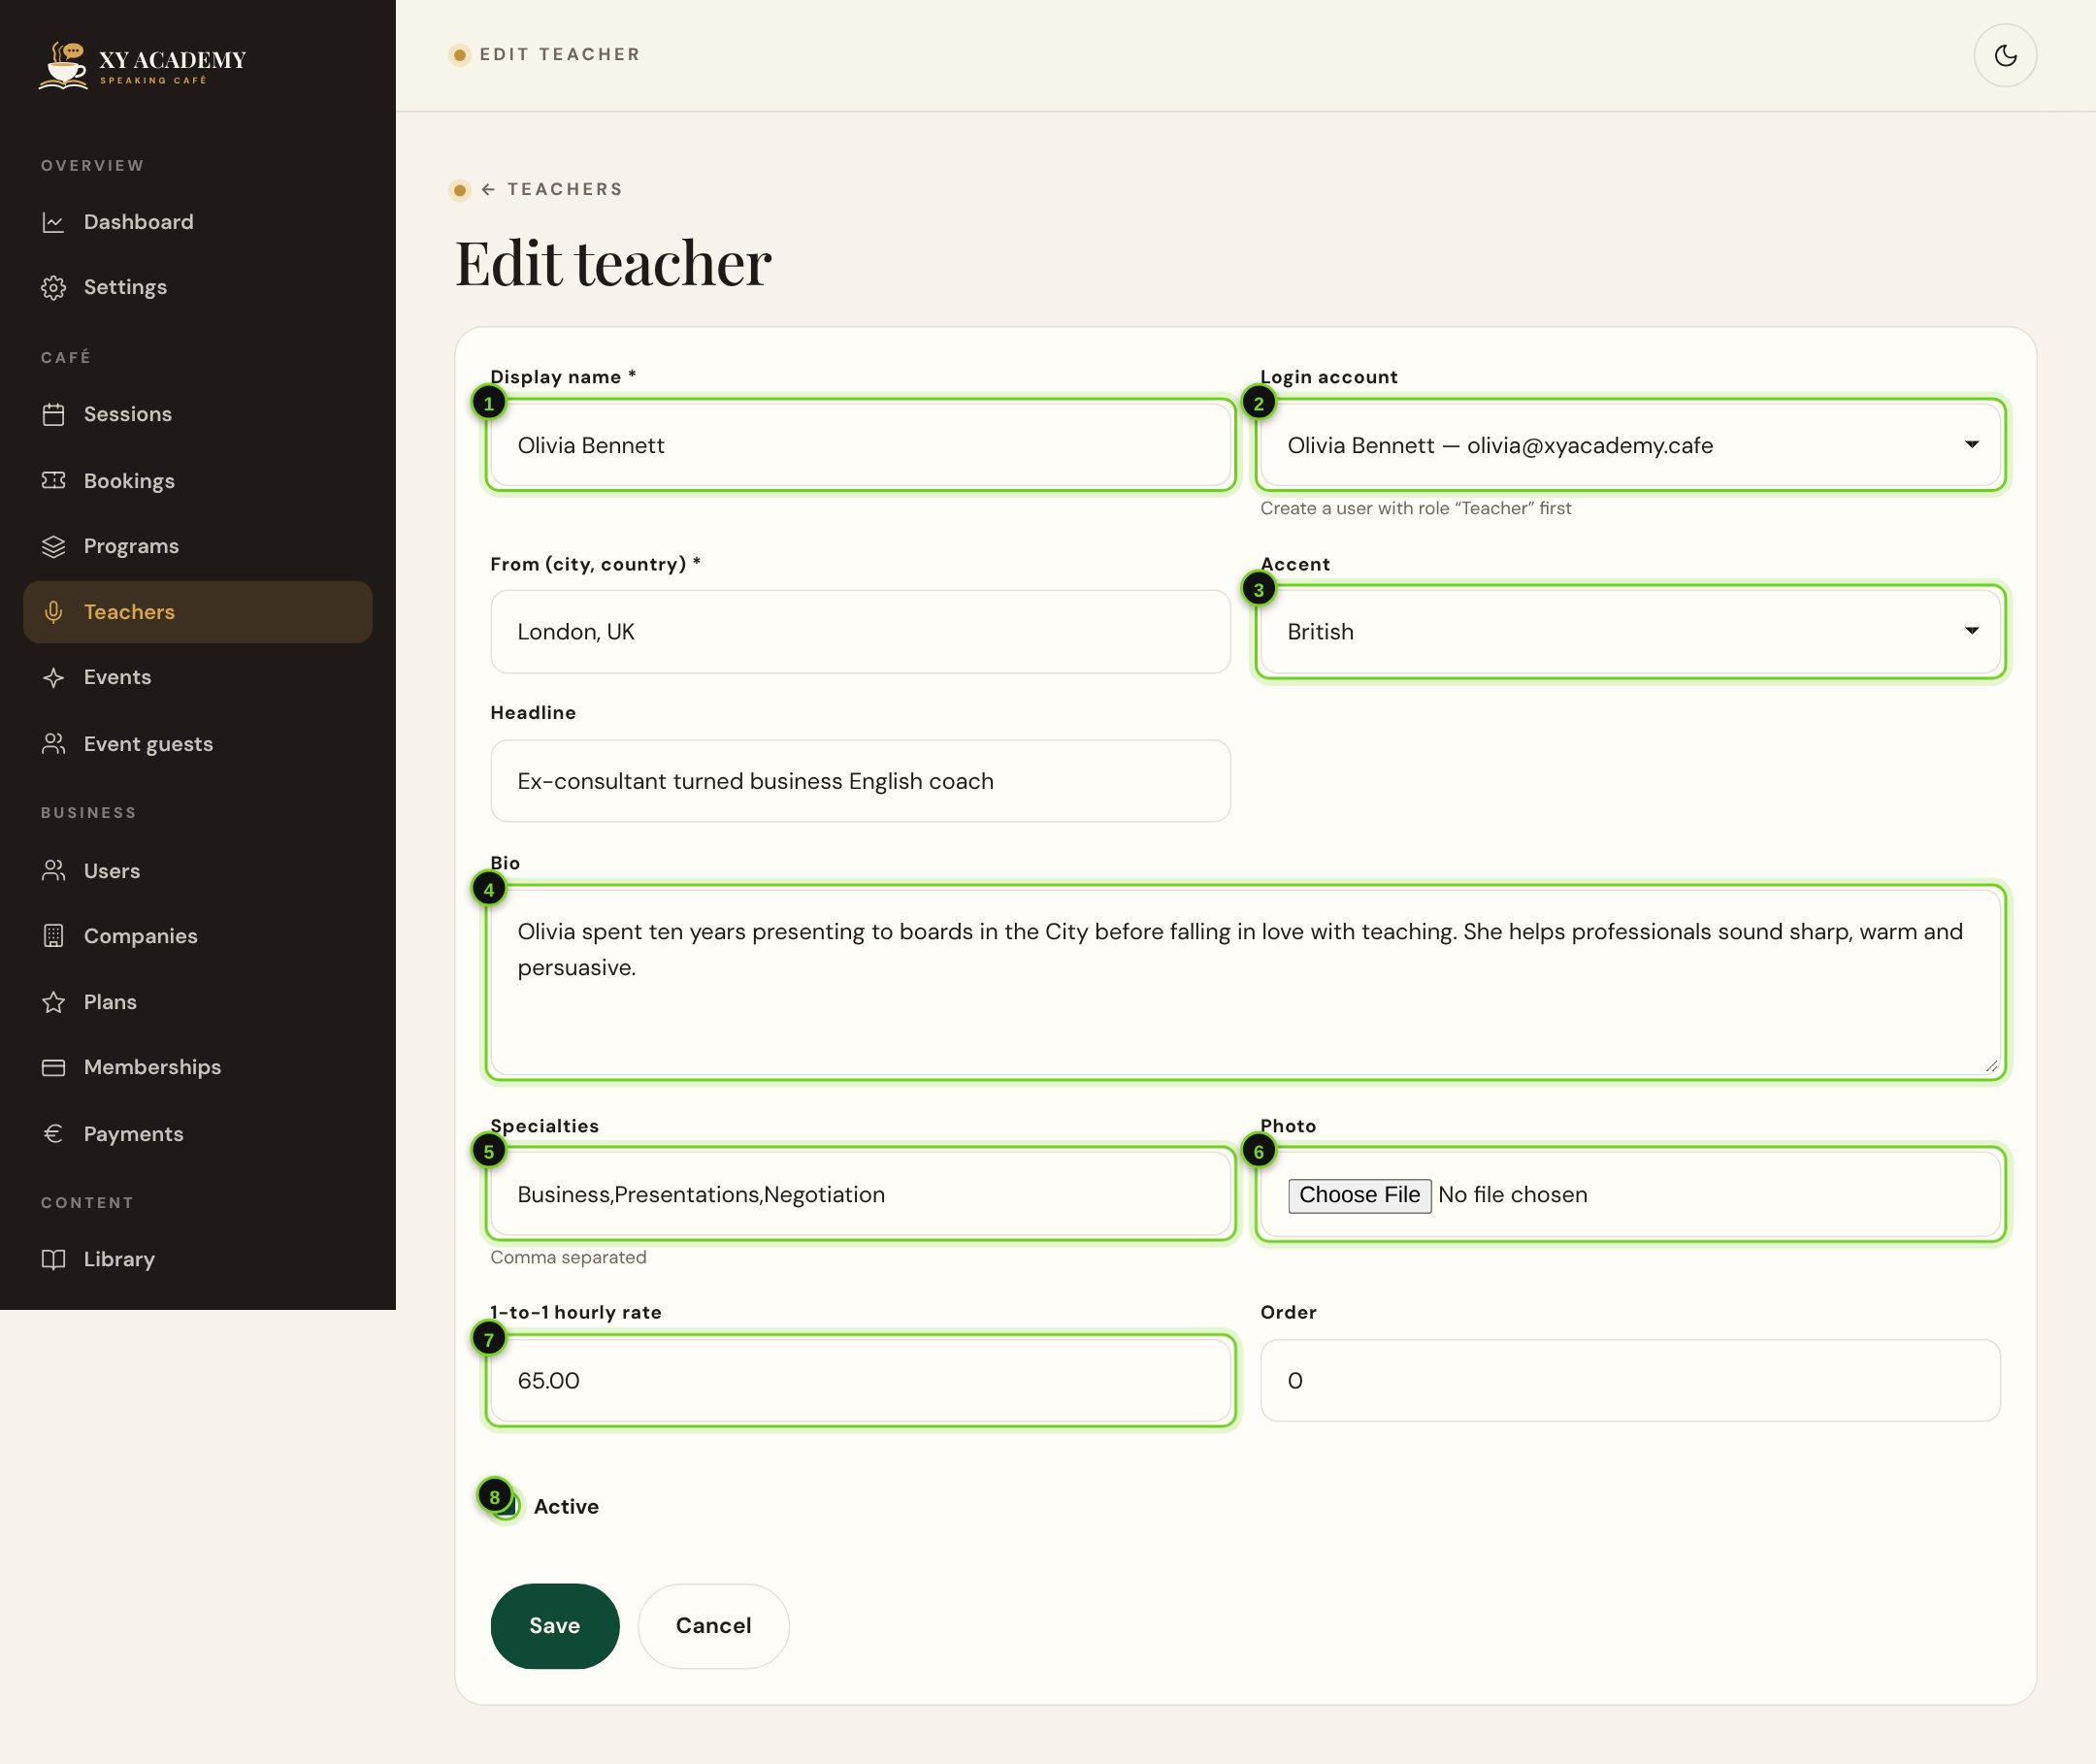 XY ACADEMY
SPEAKING CAFÉ
OVERVIEW
Dashboard
Settings
CAFÉ
Sessions
Bookings
Programs
Teachers
Events
Event guests
BUSINESS
Users
Companies
Plans
Memberships
Payments
CONTENT
Library
EDIT TEACHER
← TEACHERS
Edit teacher
Display name *
1
Olivia Bennett
Login account
2
Olivia Bennett — olivia@xyacademy.cafe
Create a user with role “Teacher” first
From (city, country) *
London, UK
Accent
3
British
Headline
Ex-consultant turned business English coach
Bio
4
Olivia spent ten years presenting to boards in the City before falling in love with teaching. She helps professionals sound sharp, warm and
persuasive.
Specialties
5
Business,Presentations,Negotiation
Comma separated
Photo
6
Choose File No file chosen
1-to-1 hourly rate
7
65.00
Order
0
8
Active
Save
Cancel